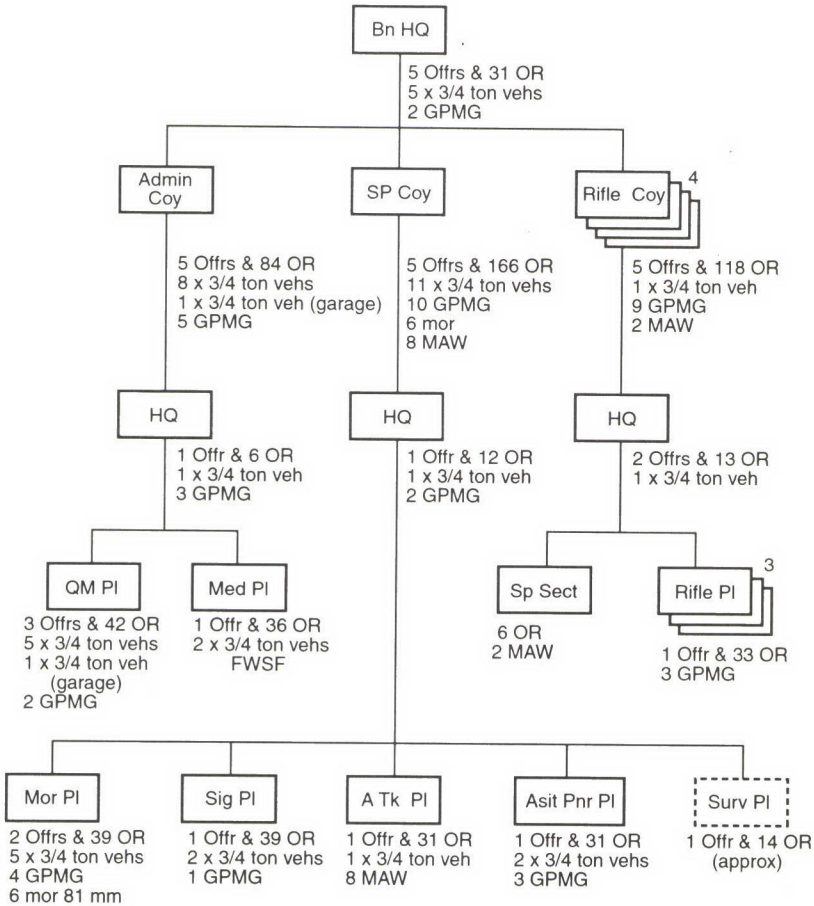 Bn HQ
5 Offrs & 31 OR
5 x 3/4 ton vehs
2 GPMG
Admin
Coy
5 Offrs & 84 OR
8 x 3/4 ton vehs
1 x 3/4 ton veh (garage)
5 GPMG
SP Coy
5 Offrs & 166 OR
11 x 3/4 ton vehs
10 GPMG
6 mor
8 MAW
4
Rifle Coy
5 Offrs & 118 OR
1 x 3/4 ton veh
9 GPMG
2 MAW
HQ
1 Offr & 6 OR
1 x 3/4 ton veh
3 GPMG
HQ
1 Offr & 12 OR
1 x 3/4 ton veh
2 GPMG
HQ
2 Offrs & 13 OR
1 x 3/4 ton veh
QM Pl
3 Offrs & 42 OR
5 x 3/4 ton vehs
1 x 3/4 ton veh
(garage)
2 GPMG
Med Pl
1 Offr & 36 OR
2 x 3/4 ton vehs
FWSF
Sp Sect
6 OR
2 MAW
3
Rifle Pl
1 Offr & 33 OR
3 GPMG
Mor Pl
2 Offrs & 39 OR
5 x 3/4 ton vehs
4 GPMG
6 mor 81 mm
Sig Pl
1 Offr & 39 OR
2 x 3/4 ton vehs
1 GPMG
A Tk Pl
1 Offr & 31 OR
1 x 3/4 ton veh
8 MAW
Asit Pnr Pl
1 Offr & 31 OR
2 x 3/4 ton vehs
3 GPMG
Surv Pl
1 Offr & 14 OR
(approx)